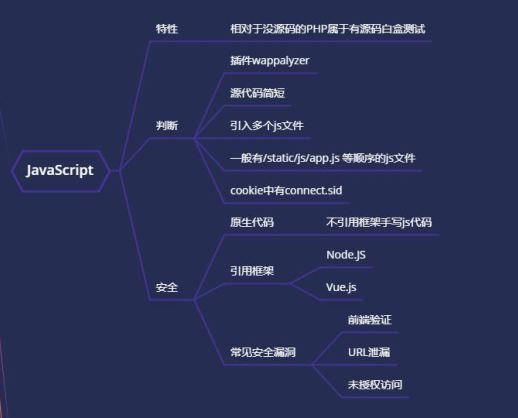 JavaScript
特性
相对于没源码的PHP属于有源码白盒测试
判断
插件wappalyzer
源代码简短
引入多个js文件
一般有/static/js/app.js 等顺序的js文件
cookie中有connect.sid
安全
原生代码
不引用框架手写js代码
引用框架
Node.JS
Vue.js
常见安全漏洞
前端验证
URL泄漏
未授权访问